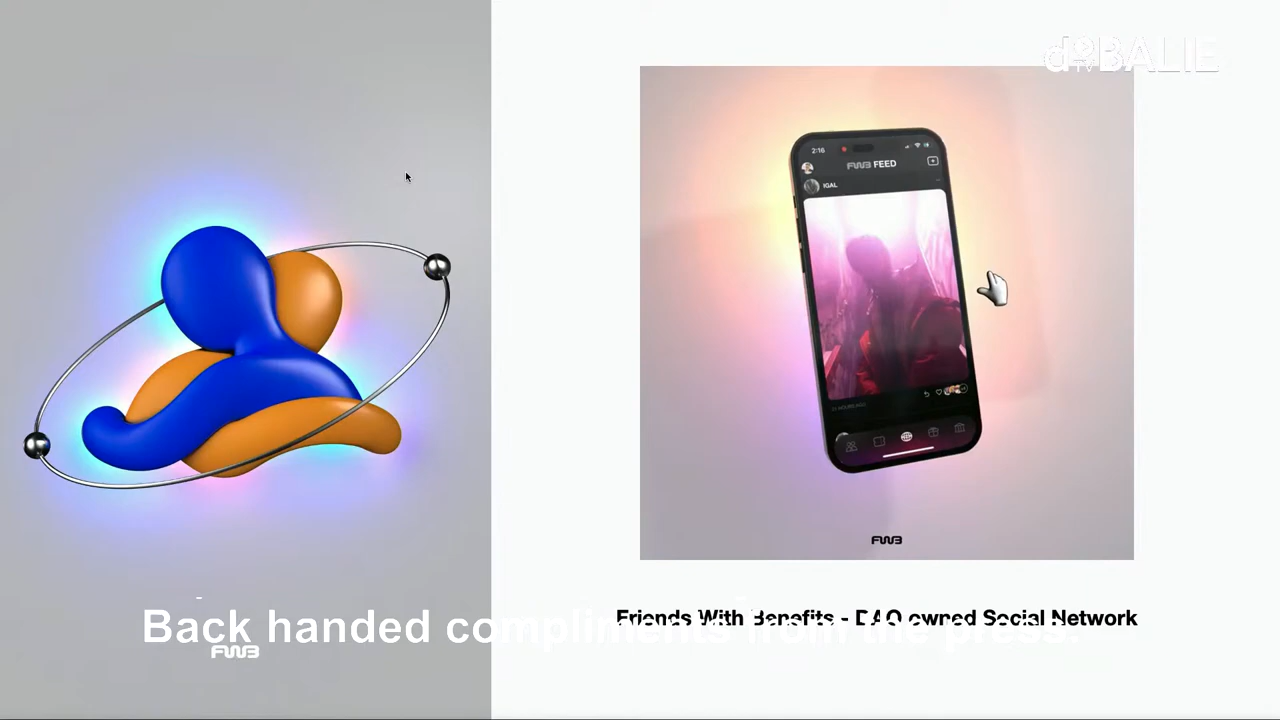 de BALIE
TV
2:16
FWB FEED
IGAL
FWB
Friends With Benefits - DAO owned Social Network
Back handed compliments from the press.
FWB